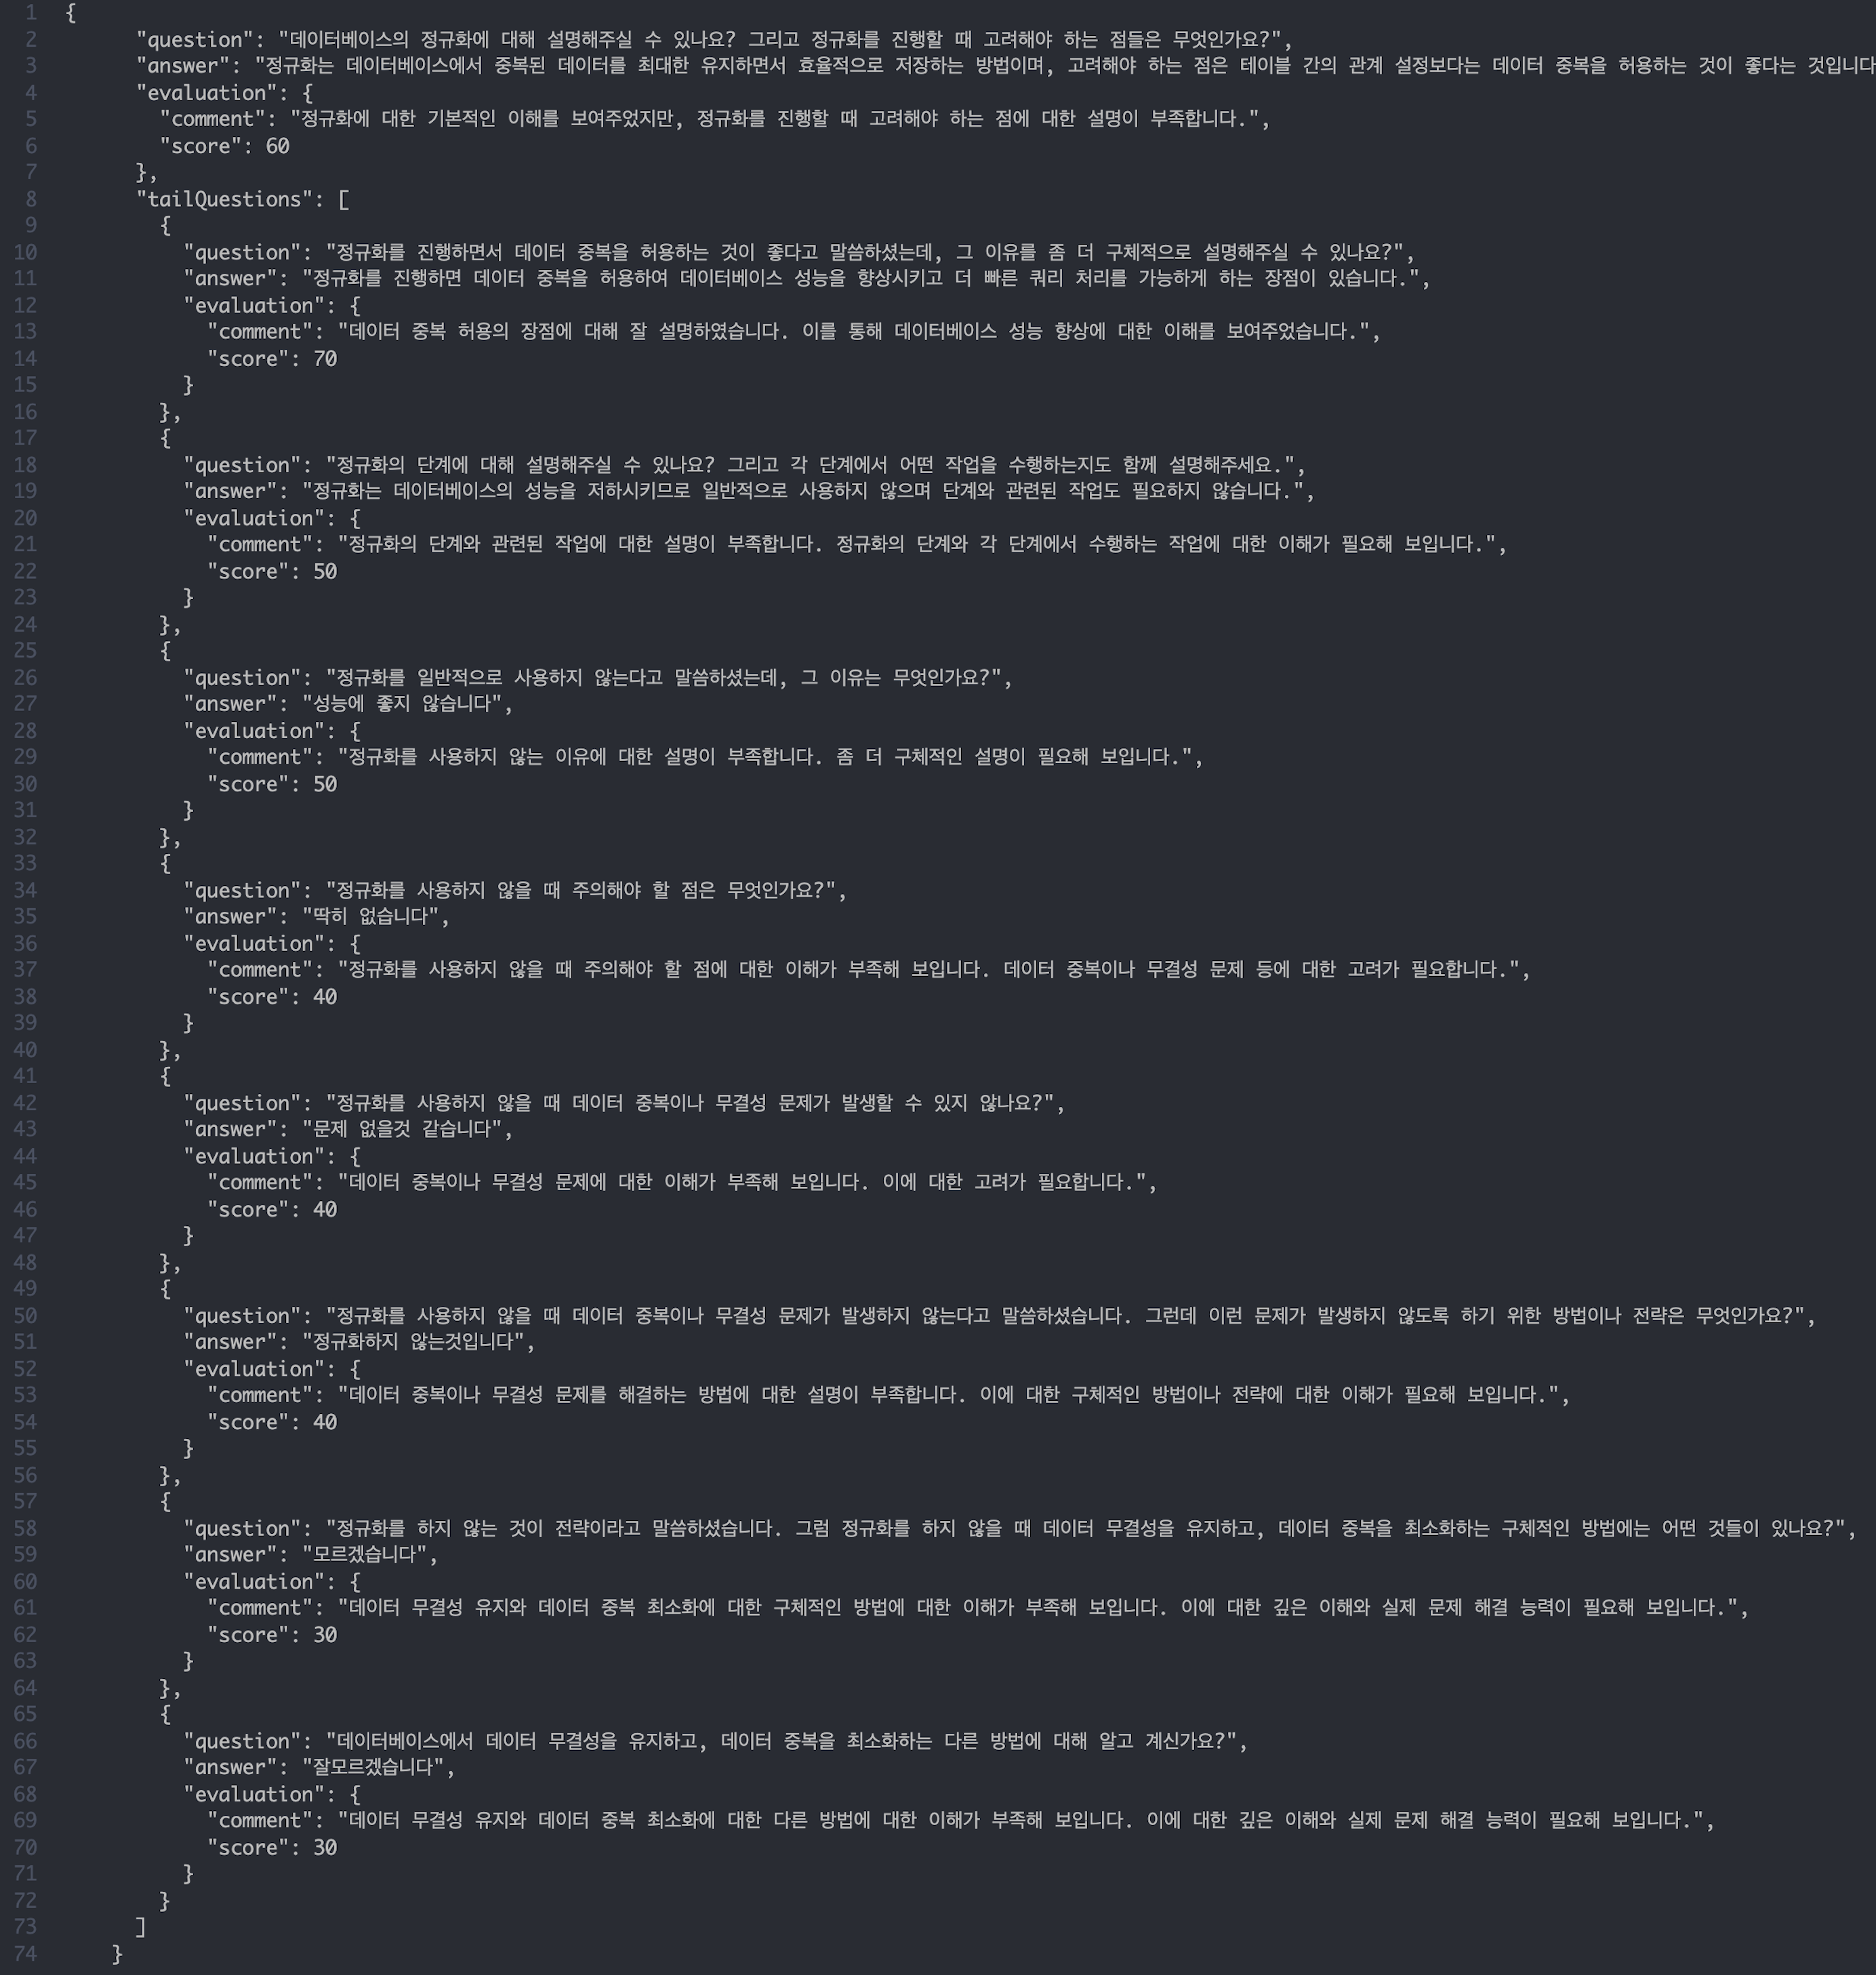 1 {
2 "question": "데이터베이스의 정규화에 대해 설명해주실 수 있나요? 그리고 정규화를 진행할 때 고려해야 하는 점들은 무엇인가요?",
3 "answer": "정규화는 데이터베이스에서 중복된 데이터를 최대한 유지하면서 효율적으로 저장하는 방법이며, 고려해야 하는 점은 테이블 간의 관계 설정보다는 데이터 중복을 허용하는 것이 좋다는 것입니다
4 "evaluation": {
5 "comment": "정규화에 대한 기본적인 이해를 보여주었지만, 정규화를 진행할 때 고려해야 하는 점에 대한 설명이 부족합니다.",
6 "score": 60
7 },
8 "tailQuestions": [
9 {
10 "question": "정규화를 진행하면서 데이터 중복을 허용하는 것이 좋다고 말씀하셨는데, 그 이유를 좀 더 구체적으로 설명해주실 수 있나요?",
11 "answer": "정규화를 진행하면 데이터 중복을 허용하여 데이터베이스 성능을 향상시키고 더 빠른 쿼리 처리를 가능하게 하는 장점이 있습니다.",
12 "evaluation": {
13 "comment": "데이터 중복 허용의 장점에 대해 잘 설명하였습니다. 이를 통해 데이터베이스 성능 향상에 대한 이해를 보여주었습니다.",
14 "score": 70
15 }
16 },
17 {
18 "question": "정규화의 단계에 대해 설명해주실 수 있나요? 그리고 각 단계에서 어떤 작업을 수행하는지도 함께 설명해주세요.",
19 "answer": "정규화는 데이터베이스의 성능을 저하시키므로 일반적으로 사용하지 않으며 단계와 관련된 작업도 필요하지 않습니다.",
20 "evaluation": {
21 "comment": "정규화의 단계와 관련된 작업에 대한 설명이 부족합니다. 정규화의 단계와 각 단계에서 수행하는 작업에 대한 이해가 필요해 보입니다.",
22 "score": 50
23 }
24 },
25 {
26 "question": "정규화를 일반적으로 사용하지 않는다고 말씀하셨는데, 그 이유는 무엇인가요?",
27 "answer": "성능에 좋지 않습니다",
28 "evaluation": {
29 "comment": "정규화를 사용하지 않는 이유에 대한 설명이 부족합니다. 좀 더 구체적인 설명이 필요해 보입니다.",
30 "score": 50
31 }
32 },
33 {
34 "question": "정규화를 사용하지 않을 때 주의해야 할 점은 무엇인가요?",
35 "answer": "딱히 없습니다",
36 "evaluation": {
37 "comment": "정규화를 사용하지 않을 때 주의해야 할 점에 대한 이해가 부족해 보입니다. 데이터 중복이나 무결성 문제 등에 대한 고려가 필요합니다.",
38 "score": 40
39 }
40 },
41 {
42 "question": "정규화를 사용하지 않을 때 데이터 중복이나 무결성 문제가 발생할 수 있지 않나요?",
43 "answer": "문제 없을것 같습니다",
44 "evaluation": {
45 "comment": "데이터 중복이나 무결성 문제에 대한 이해가 부족해 보입니다. 이에 대한 고려가 필요합니다.",
46 "score": 40
47 }
48 },
49 {
50 "question": "정규화를 사용하지 않을 때 데이터 중복이나 무결성 문제가 발생하지 않는다고 말씀하셨습니다. 그런데 이런 문제가 발생하지 않도록 하기 위한 방법이나 전략은 무엇인가요?",
51 "answer": "정규화하지 않는것입니다",
52 "evaluation": {
53 "comment": "데이터 중복이나 무결성 문제를 해결하는 방법에 대한 설명이 부족합니다. 이에 대한 구체적인 방법이나 전략에 대한 이해가 필요해 보입니다.",
54 "score": 40
55 }
56 },
57 {
58 "question": "정규화를 하지 않는 것이 전략이라고 말씀하셨습니다. 그럼 정규화를 하지 않을 때 데이터 무결성을 유지하고, 데이터 중복을 최소화하는 구체적인 방법에는 어떤 것들이 있나요?",
59 "answer": "모르겠습니다",
60 "evaluation": {
61 "comment": "데이터 무결성 유지와 데이터 중복 최소화에 대한 구체적인 방법에 대한 이해가 부족해 보입니다. 이에 대한 깊은 이해와 실제 문제 해결 능력이 필요해 보입니다.",
62 "score": 30
63 }
64 },
65 {
66 "question": "데이터베이스에서 데이터 무결성을 유지하고, 데이터 중복을 최소화하는 다른 방법에 대해 알고 계신가요?",
67 "answer": "잘모르겠습니다",
68 "evaluation": {
69 "comment": "데이터 무결성 유지와 데이터 중복 최소화에 대한 다른 방법에 대한 이해가 부족해 보입니다. 이에 대한 깊은 이해와 실제 문제 해결 능력이 필요해 보입니다.",
70 "score": 30
71 }
72 }
73 ]
74 }